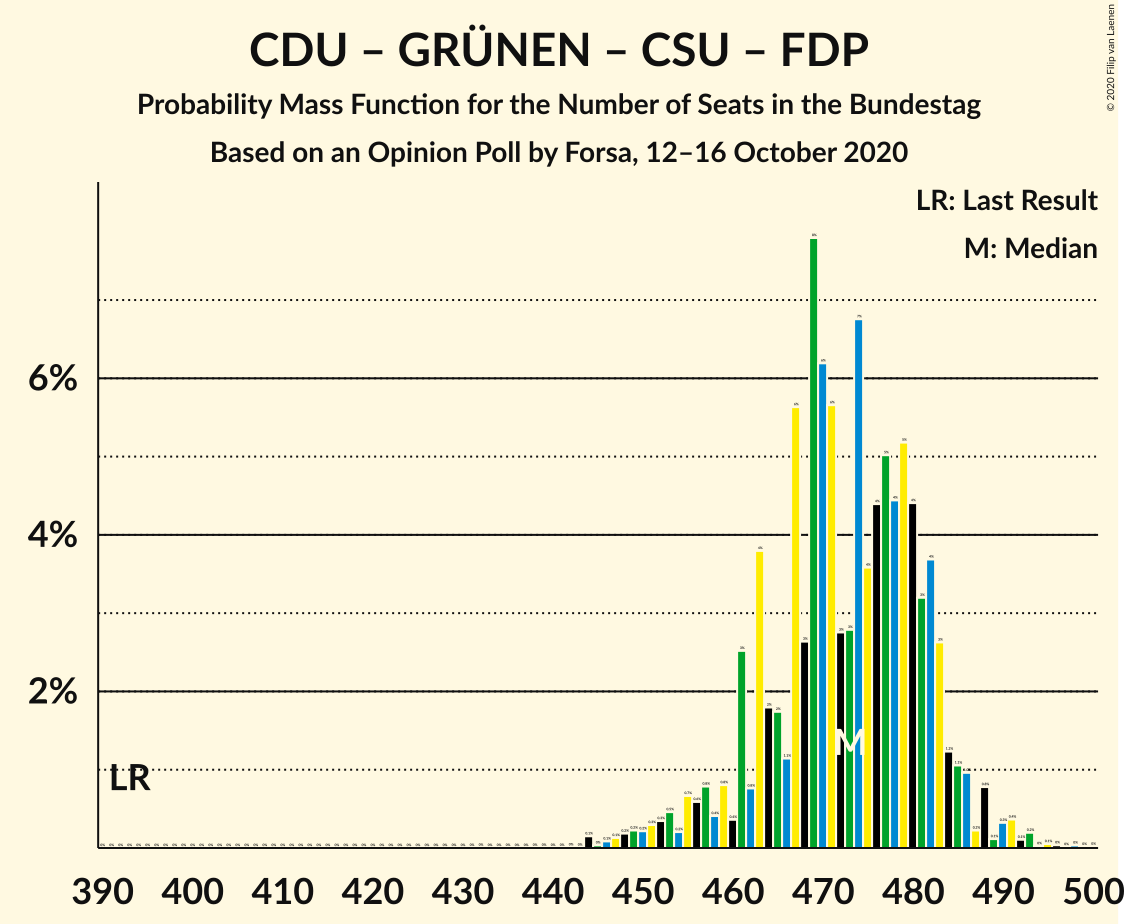 CDU – GRÜNEN – CSU – FDP
Probability Mass Function for the Number of Seats in the Bundestag
Based on an Opinion Poll by Forsa, 12–16 October 2020
© 2020 Filip van Laenen
LR: Last Result
M: Median
6%
4%
2%
LR
M
390 400 410 420 430 440 450 460 470 480 490 500